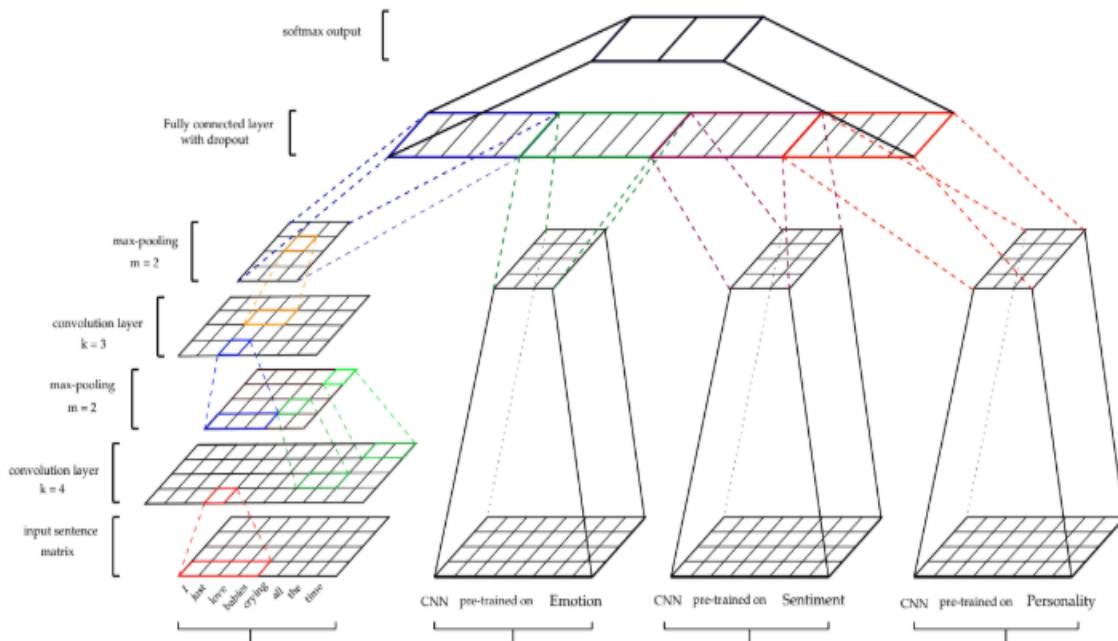 softmax output
Fully connected layer
with dropout
max-pooling
m = 2
convolution layer
k = 3
max-pooling
m = 2
convolution layer
k = 4
input sentence
matrix
I
just
love
babies
crying
all
the
time
CNN pre-trained on Emotion
CNN pre-trained on Sentiment
CNN pre-trained on Personality